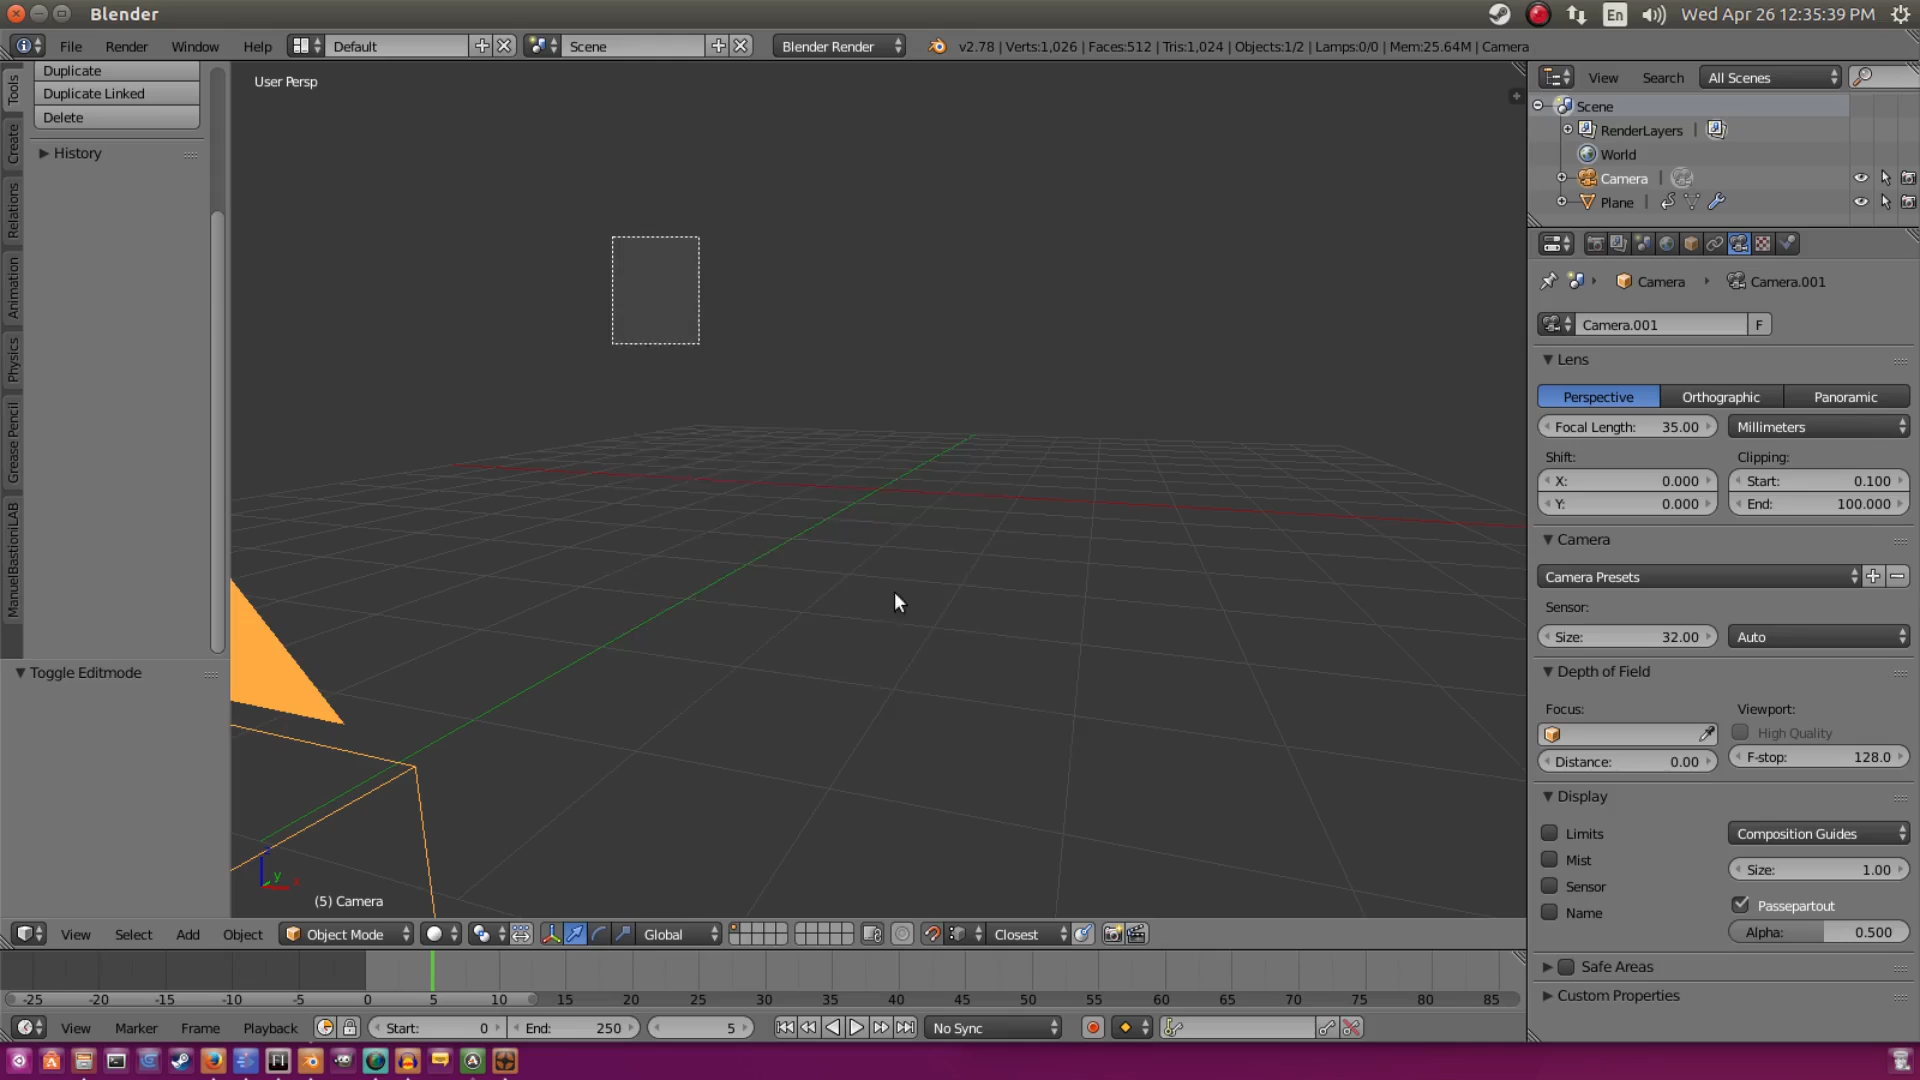 Blender
En
Wed Apr 26 12:35:39 PM
File
Render
Window
Help
Default
Scene
Blender Render
v2.78 | Verts:1,026 | Faces:512 | Tris:1,024 | Objects:1/2 | Lamps:0/0 | Mem:25.64M | Camera
Tools
Create
Relations
Animation
Physics
Grease Pencil
ManuelBastioniLAB
Duplicate
Duplicate Linked
Delete
History
Toggle Editmode
User Persp
y
x
(5) Camera
View
Search
All Scenes
Scene
RenderLayers
World
Camera
Plane
Camera
Camera.001
Camera.001
F
Lens
Perspective
Orthographic
Panoramic
Focal Length: 35.00
Millimeters
Shift:
Clipping:
X: 0.000
Start: 0.100
Y: 0.000
End: 100.000
Camera
Camera Presets
Sensor:
Size: 32.00
Auto
Depth of Field
Focus:
Viewport:
High Quality
Distance: 0.00
F-stop: 128.0
Display
Limits
Composition Guides
Mist
Size: 1.00
Sensor
Name
Passepartout
Alpha: 0.500
Safe Areas
Custom Properties
View
Select
Add
Object
Object Mode
Global
Closest
-25 -20 -15 -10 -5 0 5 10 15 20 25 30 35 40 45 50 55 60 65 70 75 80 85
View
Marker
Frame
Playback
Start: 0
End: 250
5
No Sync